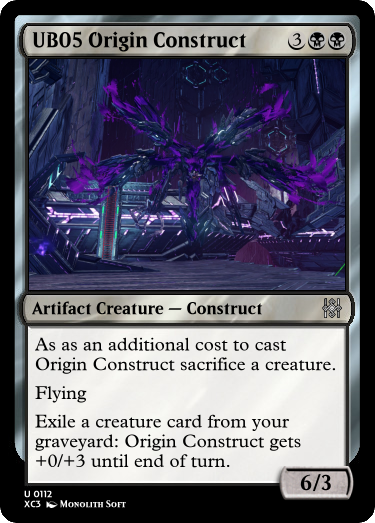 UB05 Origin Construct 3
Artifact Creature — Construct
As as an additional cost to cast
Origin Construct sacrifice a creature.
Flying
Exile a creature card from your
graveyard: Origin Construct gets
+0/+3 until end of turn.
6/3
U 0112
XC3 Monolith Soft